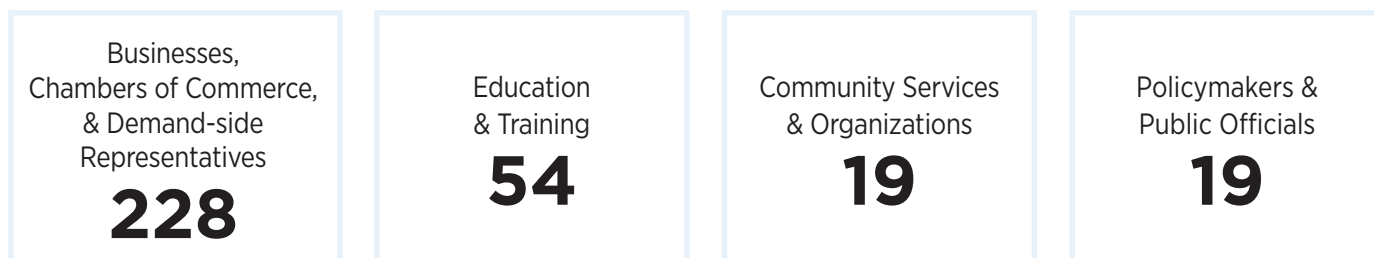 Businesses,
Chambers of Commerce,
& Demand-side
Representatives
228
Education
& Training
54
Community Services
& Organizations
19
Policymakers &
Public Officials
19